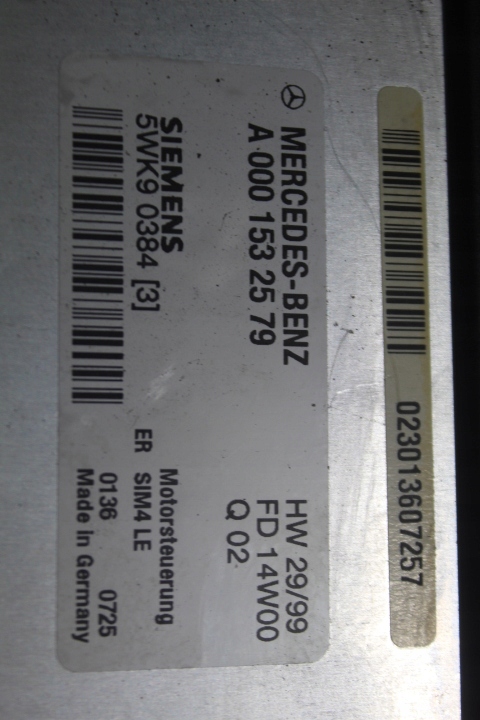 MERCEDES-BENZ
A 000 153 25 79
HW 29/99
FD 14W00
Q 02
SIEMENS
5WK9 0384 [3]
Motorsteuerung
ER SIM4 LE
0136 0725
Made in Germany
023013607257